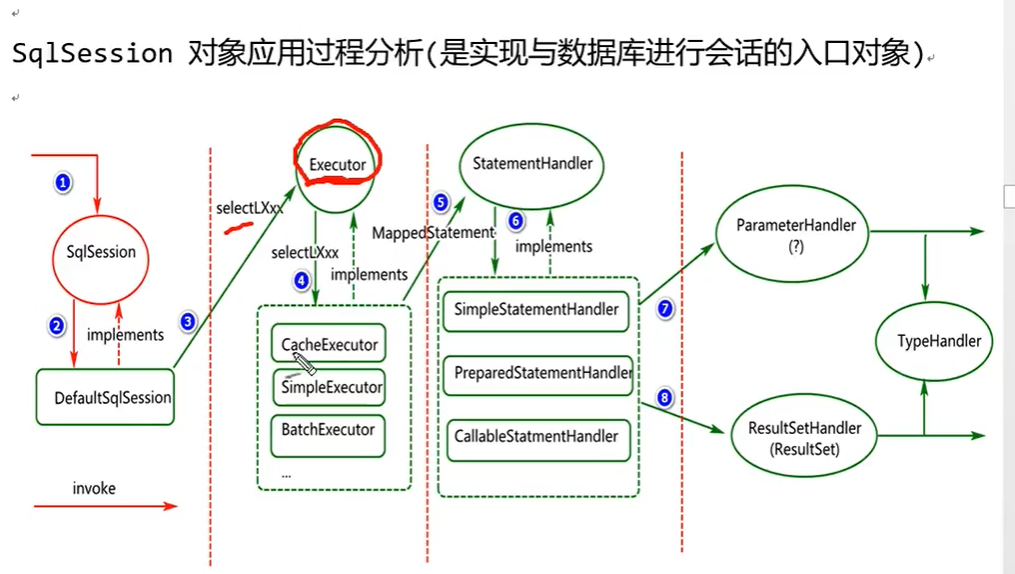 SqlSession 对象应用过程分析(是实现与数据库进行会话的入口对象)
1
SqlSession
2
implements
DefaultSqlSession
invoke
3
selectLXxx
Executor
selectLXxx
4
implements
CacheExecutor
SimpleExecutor
BatchExecutor
...
5
MappedStatement
StatementHandler
6
implements
SimpleStatementHandler
PreparedStatementHandler
CallableStatmentHandler
7
8
ParameterHandler
(?)
TypeHandler
ResultSetHandler
(ResultSet)